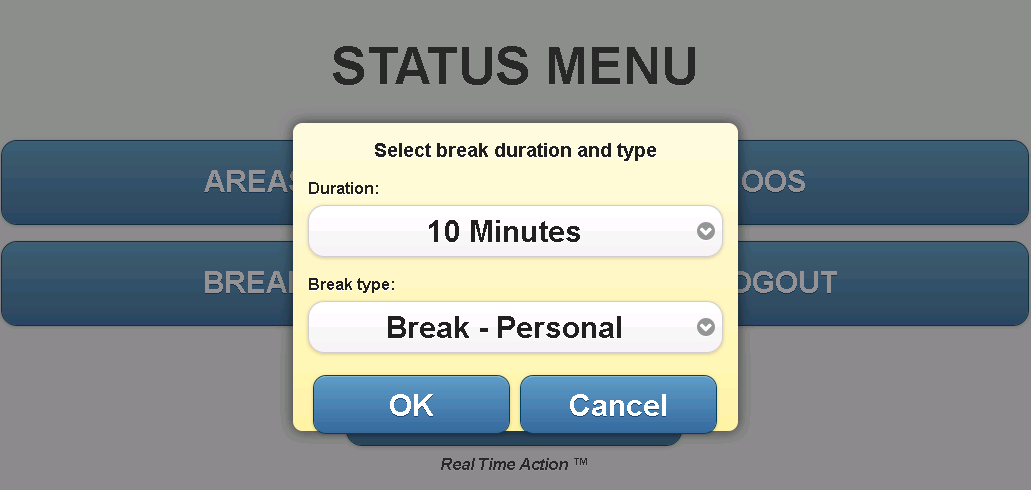 STATUS MENU
Select break duration and type
AREAS
OOS
Duration:
10 Minutes
BREAK
OGOUT
Break type:
Break - Personal
OK
Cancel
Real Time Action ™